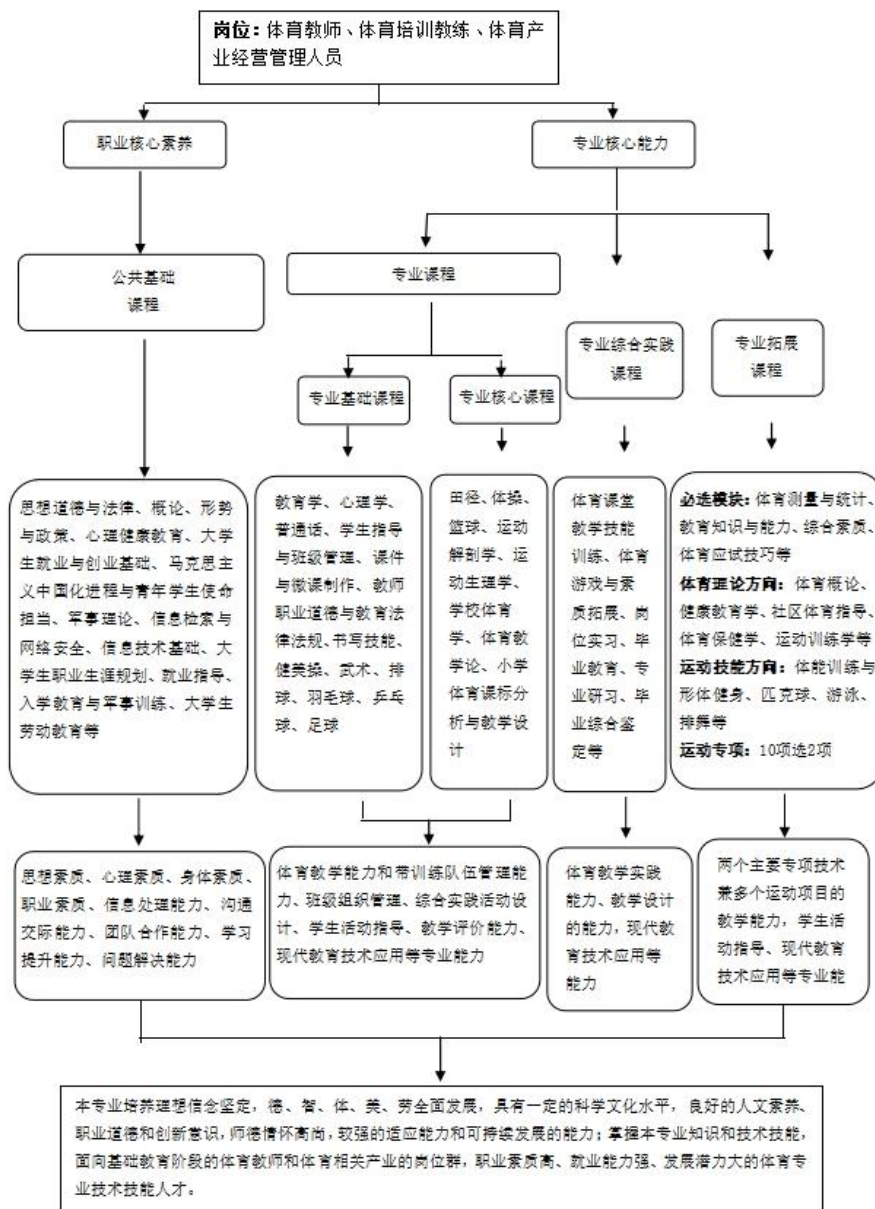 岗位：体育教师、体育培训教练、体育产
业经营管理人员
职业核心素养
专业核心能力
公共基础
课程
专业课程
专业综合实践
课程
专业拓展
课程
专业基础课程
专业核心课程
思想道德与法律、概论、形势
与政策、心理健康教育、大学
生就业与创业基础、马克思主
义中国化进程与青年学生使命
担当、军事理论、信息检索与
网络安全、信息技术基础、大
学生职业生涯规划、就业指导、
入学教育与军事训练、大学生
劳动教育等
教育学、心理学、
普通话、学生指导
与班级管理、课件
与微课制作、教师
职业道德与教育法
律法规、书写技能、
健美操、武术、排
球、羽毛球、乒乓
球、足球
田径、体操、
篮球、运动
解剖学、运
动生理学、
学校体育
学、体育教
学论、小学
体育课标分
析与教学设
计
体育课堂
教学技能
训练、体育
游戏与素
质拓展、岗
位实习、毕
业教育、专
业研习、毕
业综合鉴
定等
必选模块：体育测量与统计、
教育知识与能力、综合素质、
体育应试技巧等
体育理论方向：体育概论、
健康教育学、社区体育指导、
体育保健学、运动训练学等
运动技能方向：体能训练与
形体健身、匹克球、游泳、
排舞等
运动专项：10项选2项
思想素质、心理素质、身体素质、
职业素质、信息处理能力、沟通
交际能力、团队合作能力、学习
提升能力、问题解决能力
体育教学能力和带训练队伍管理能
力、班级组织管理、综合实践活动设
计、学生活动指导、教学评价能力、
现代教育技术应用等专业能力
体育教学实践
能力、教学设计
的能力，现代教
育技术应用等
能力
两个主要专项技术
兼多个运动项目的
教学能力，学生活
动指导、现代教育
技术应用等专业能
本专业培养理想信念坚定，德、智、体、美、劳全面发展，具有一定的科学文化水平，良好的人文素养、
职业道德和创新意识，师德情怀高尚，较强的适应能力和可持续发展的能力；掌握本专业知识和技术技能，
面向基础教育阶段的体育教师和体育相关产业的岗位群，职业素质高、就业能力强、发展潜力大的体育专
业技术技能人才。